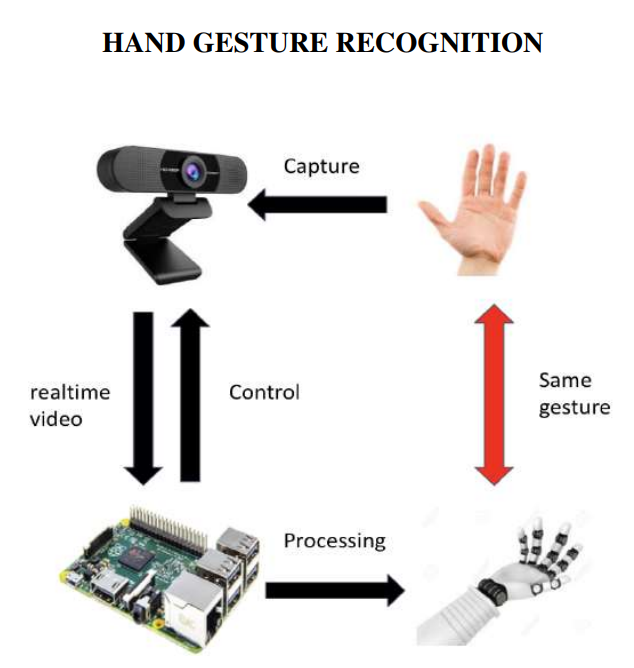 HAND GESTURE RECOGNITION
Capture
realtime
video
Control
Same
gesture
Processing